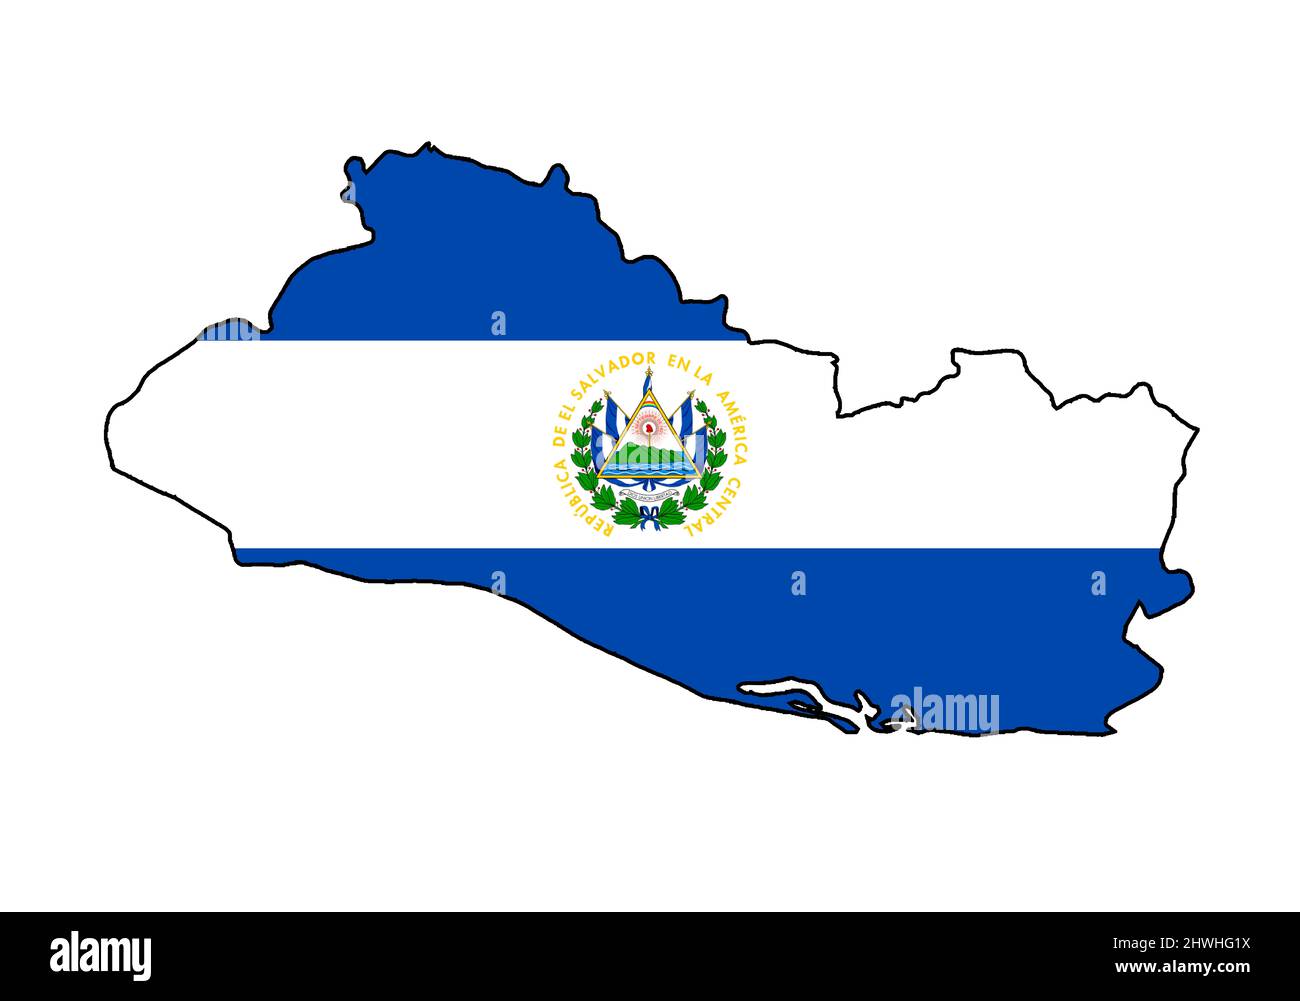 REPÚBLICA DE EL SALVADOR EN LA AMÉRICA CENTRAL
DIOS UNION LIBERTAD
a
a
a
a
alamy
alamy
Image ID: 2HWHG1X
www.alamy.com